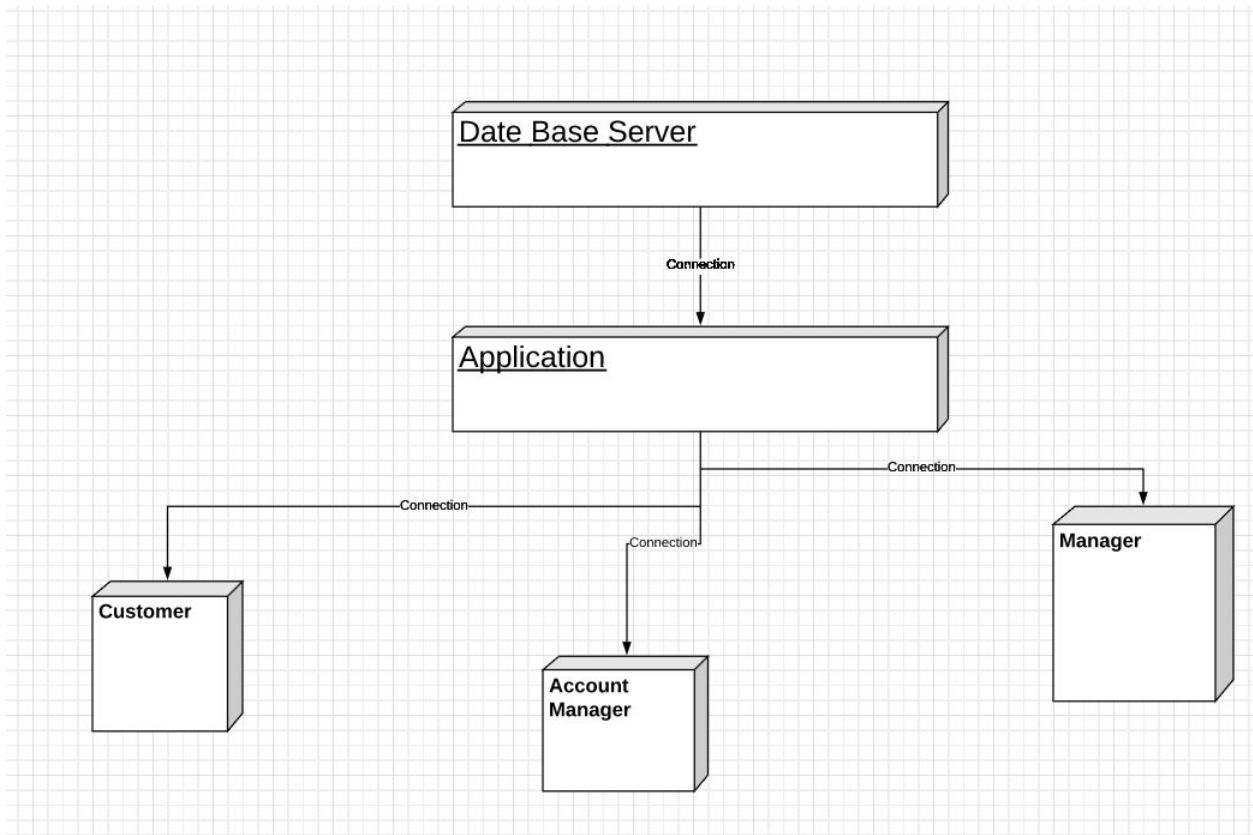 Date Base Server
Connection
Application
Connection
Connection
Connection
Manager
Customer
Account
Manager